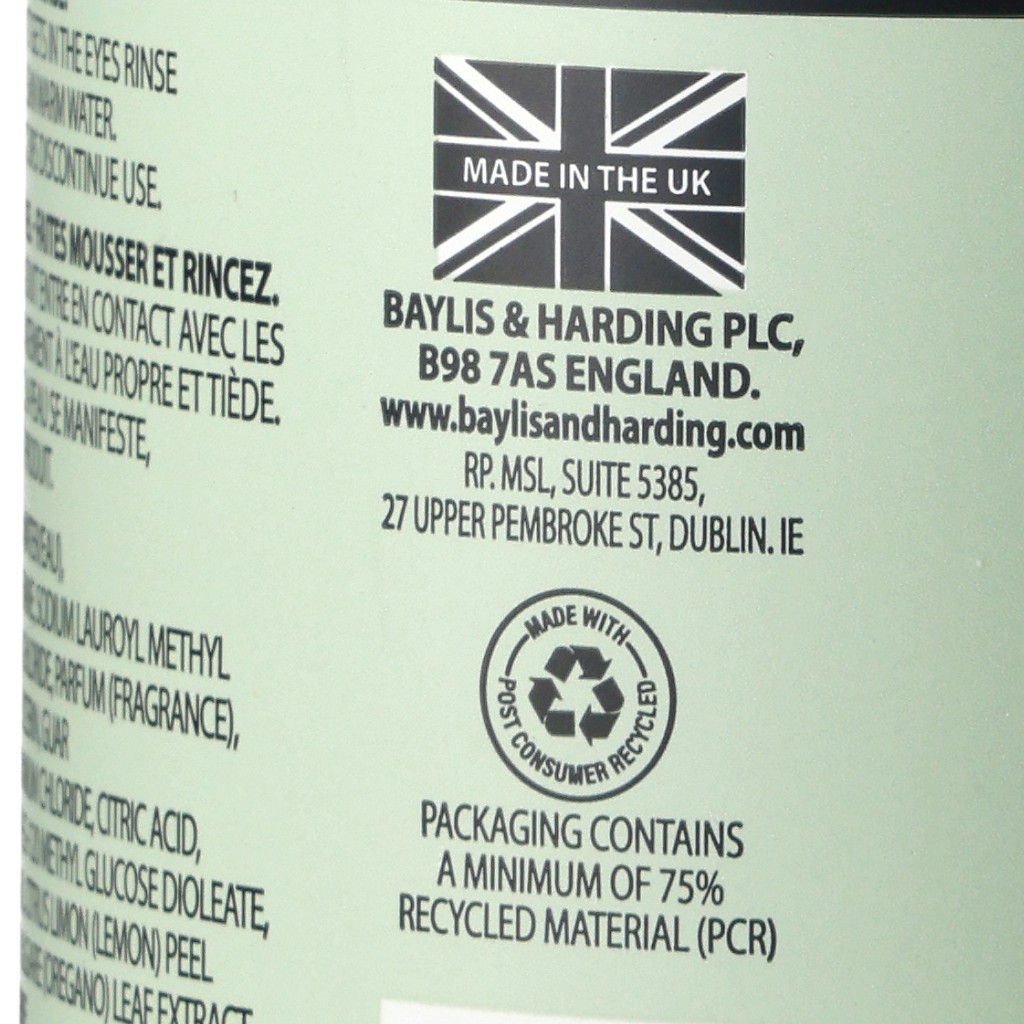 IN THE EYES RINSE
WARM WATER.
DISCONTINUE USE.
MOUSSER ET RINCEZ.
ENTRE EN CONTACT AVEC LES
À L'EAU PROPRE ET TIÈDE.
SE MANIFESTE,
SODIUM LAUROYL METHYL
PARFUM (FRAGRANCE),
GUAR
CHLORIDE, CITRIC ACID,
GLUCOSE DIOLEATE,
LIMON (LEMON) PEEL
(OREGANO) LEAF EXTRACT
MADE IN THE UK
BAYLIS & HARDING PLC,
B98 7AS ENGLAND.
www.baylisandharding.com
RP. MSL, SUITE 5385,
27 UPPER PEMBROKE ST, DUBLIN. IE
MADE WITH
POST CONSUMER RECYCLED
PACKAGING CONTAINS
A MINIMUM OF 75%
RECYCLED MATERIAL (PCR)